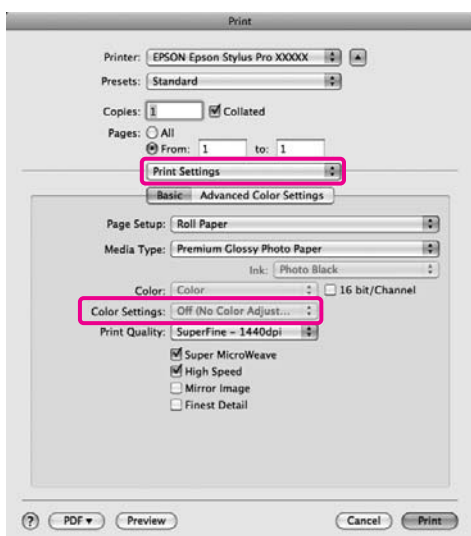 Print
Printer: EPSON Epson Stylus Pro XXXXX
Presets: Standard
Copies: 1 Collated
Pages: All
From: 1 to: 1
Print Settings
Basic Advanced Color Settings
Page Setup: Roll Paper
Media Type: Premium Glossy Photo Paper
Ink: Photo Black
Color: Color 16 bit/Channel
Color Settings: Off (No Color Adjust...
Print Quality: SuperFine - 1440dpi
Super MicroWeave
High Speed
Mirror Image
Finest Detail
? PDF ▾ Preview Cancel Print